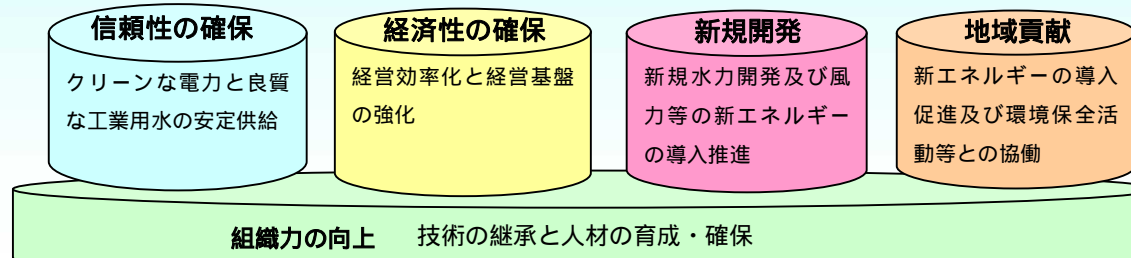 信頼性の確保
クリーンな電力と良質
な工業用水の安定供給
経済性の確保
経営効率化と経営基盤
の強化
新規開発
新規水力開発及び風
力等の新エネルギー
の導入推進
地域貢献
新エネルギーの導入
促進及び環境保全活
動等との協働
組織力の向上 技術の継承と人材の育成・確保